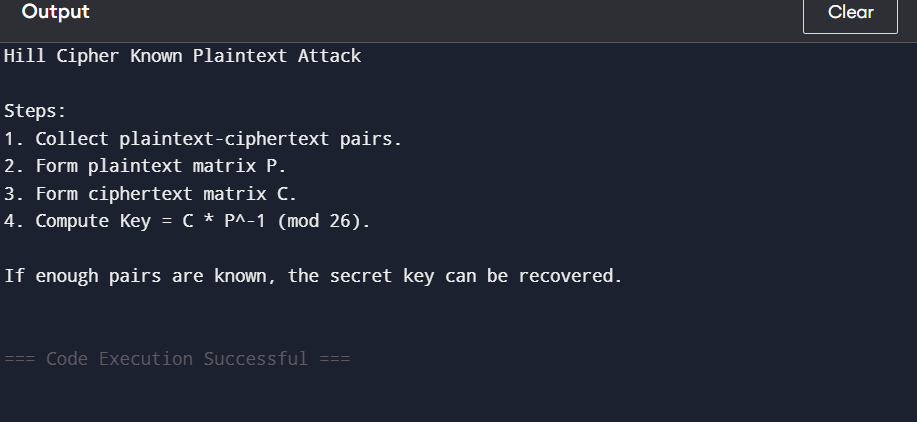 Output
Clear
Hill Cipher Known Plaintext Attack
Steps:
1. Collect plaintext-ciphertext pairs.
2. Form plaintext matrix P.
3. Form ciphertext matrix C.
4. Compute Key = C * P^-1 (mod 26).
If enough pairs are known, the secret key can be recovered.
=== Code Execution Successful ===